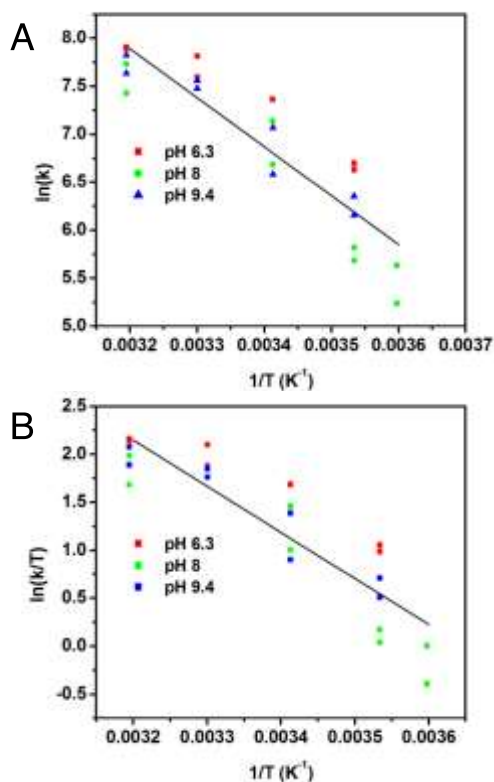 A
8.0
7.5
7.0
6.5
6.0
5.5
5.0
ln(k)
pH 6.3
pH 8
pH 9.4
0.0032 0.0033 0.0034 0.0035 0.0036 0.0037
1/T (K⁻¹)
B
2.5
2.0
1.5
1.0
0.5
0.0
-0.5
ln(k/T)
pH 6.3
pH 8
pH 9.4
0.0032 0.0033 0.0034 0.0035 0.0036
1/T (K⁻¹)